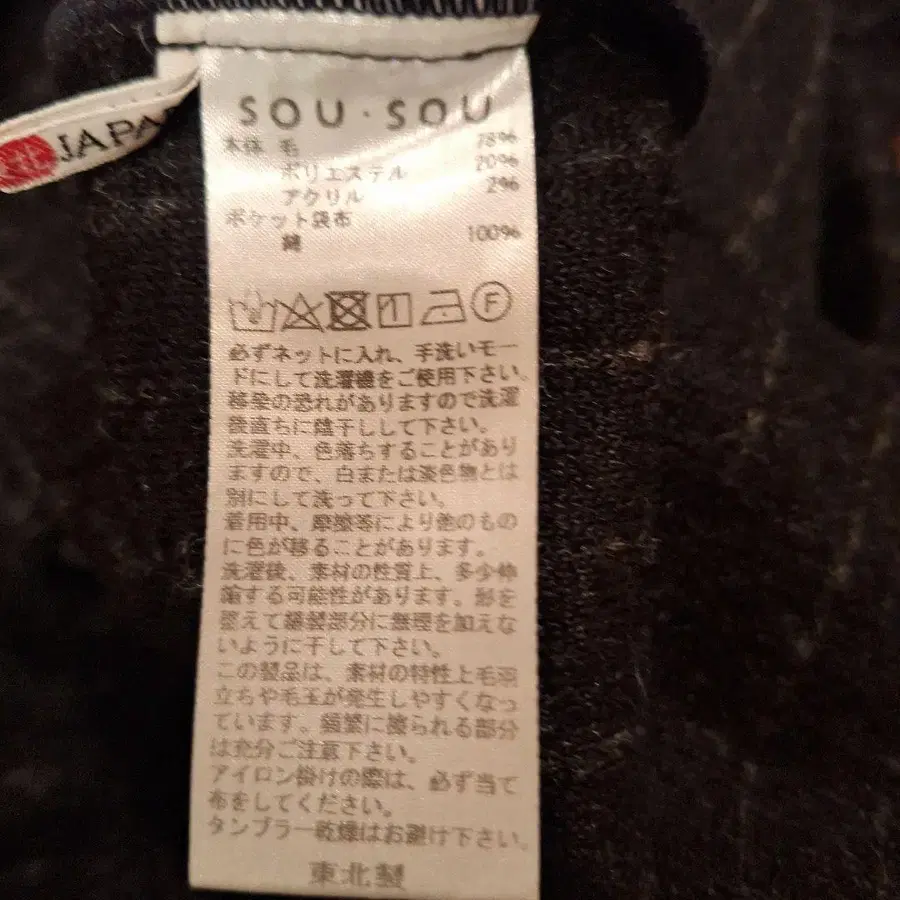 JAPA
SOU・SOU
本体 毛 78%
ポリエステル 20%
アクリル 2%
ポケット袋布
綿 100%
F
必ずネットに入れ、手洗いモー
ドにして洗濯機をご使用下さい。
移染の恐れがありますので洗濯
後直ちに陰干しして下さい。
洗濯中、色落ちすることがあり
ますので、白または淡色物とは
別にして洗って下さい。
着用中、摩擦等により他のもの
に色が移ることがあります。
洗濯後、素材の性質上、多少伸
縮する可能性があります。形を
整えて縫製部分に無理を加えな
いように干して下さい。
この製品は、素材の特性上毛羽
立ちや毛玉が発生しやすくなっ
ています。頻繁に擦られる部分
は充分ご注意下さい。
アイロン掛けの際は、必ず当て
布をしてください。
タンブラー乾燥はお避け下さい。
東北製